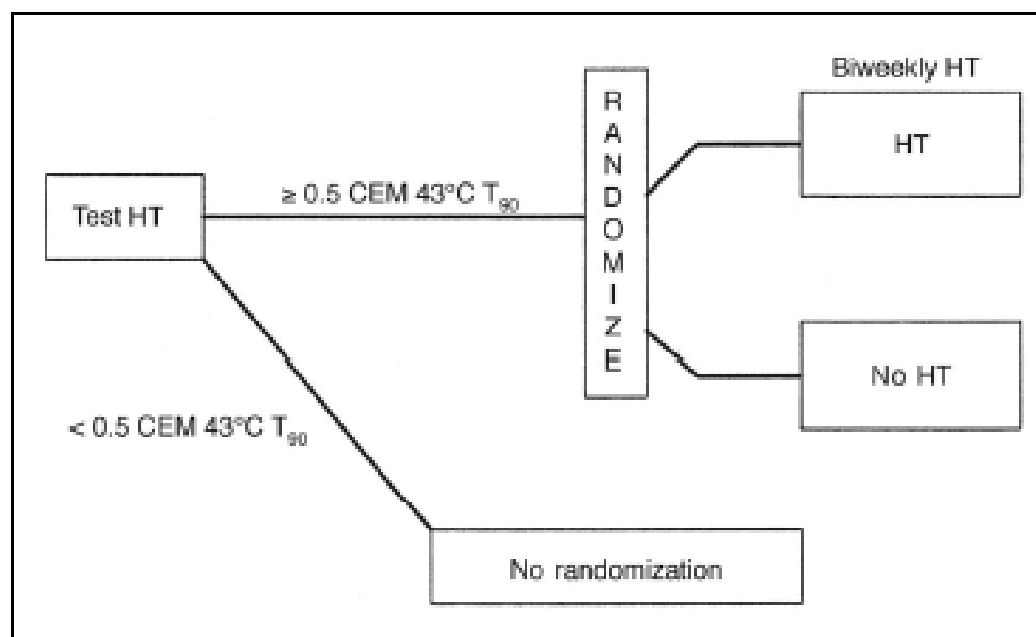 Biweekly HT
HT
Test HT
≥ 0.5 CEM 43°C T₉₀
RANDOMIZE
No HT
< 0.5 CEM 43°C T₉₀
No randomization